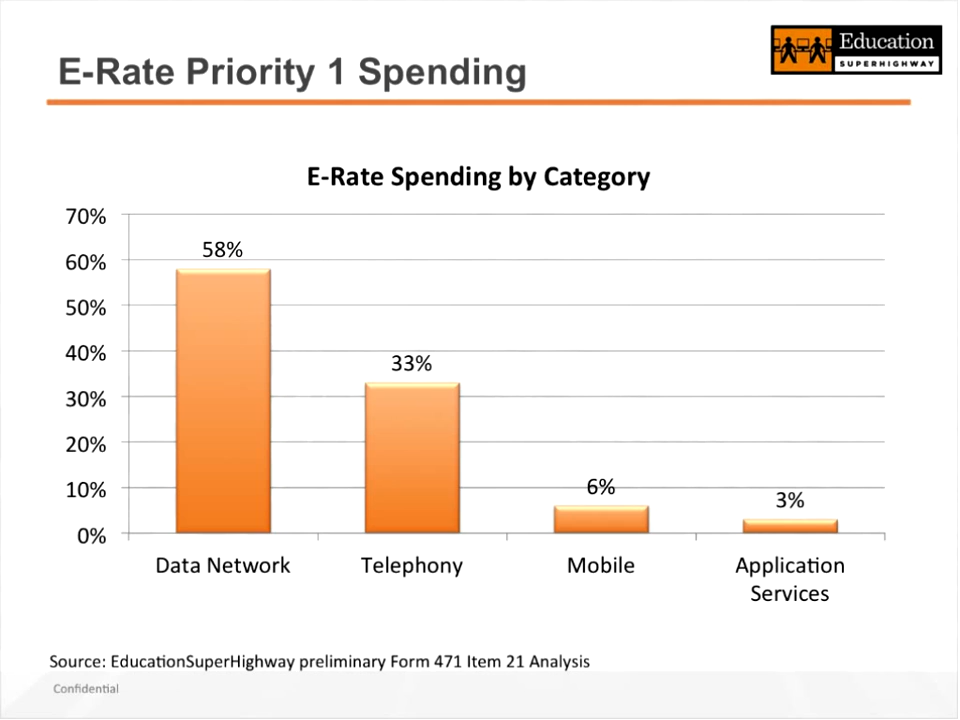 E-Rate Priority 1 Spending
Education
SUPERHIGHWAY
E-Rate Spending by Category
70%
60%
50%
40%
30%
20%
10%
0%
58%
33%
6%
3%
Data Network
Telephony
Mobile
Application
Services
Source: EducationSuperHighway preliminary Form 471 Item 21 Analysis
Confidential